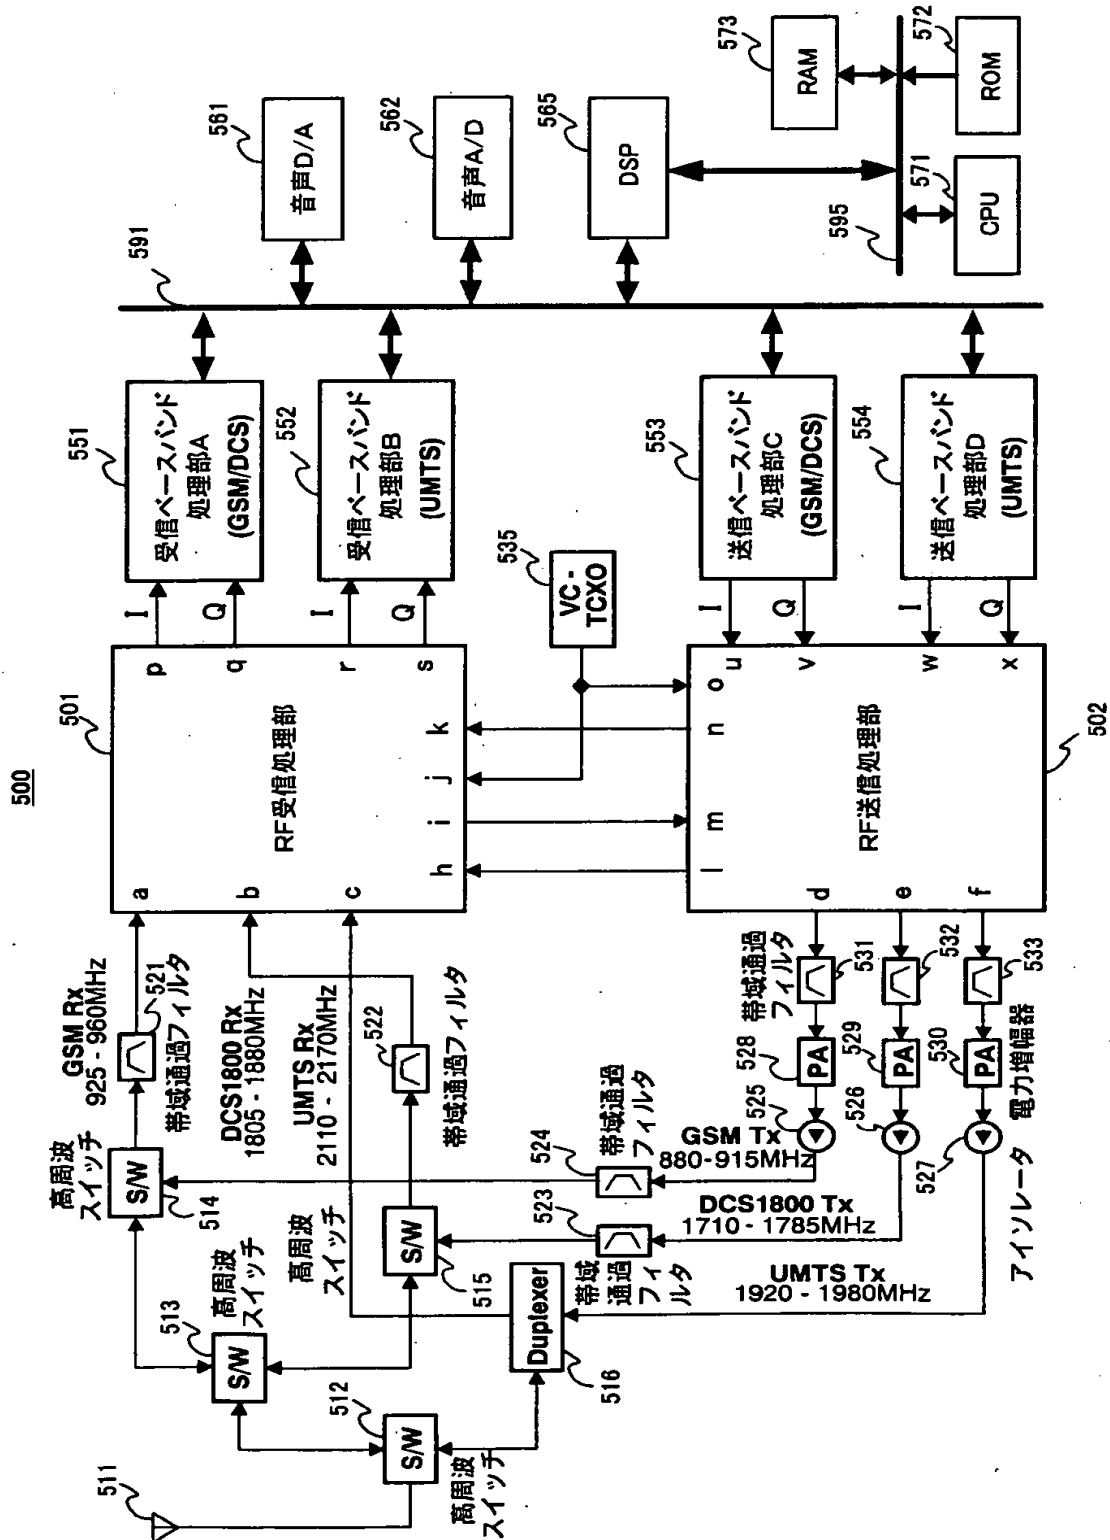 500
511
高周波
スイッチ
S/W
512
S/W
513
高周波
スイッチ
高周波
スイッチ
S/W
514
高周波
スイッチ
S/W
515
Duplexer
516
GSM Rx
925 - 960MHz
521
帯域通過フィルタ
DCS1800 Rx
1805 - 1880MHz
UMTS Rx
2110 - 2170MHz
522
帯域通過フィルタ
524
帯域通過
フィルタ
523
帯域
通過フィ
ルタ
GSM Tx
880-915MHz
DCS1800 Tx
1710 - 1785MHz
UMTS Tx
1920 - 1980MHz
525
526
527
アイソレータ
528
PA
529
PA
530
PA
電力増幅器
帯域通過
フィルタ
531
532
533
501
RF受信処理部
a
b
c
h
i
j
k
p
q
r
s
502
RF送信処理部
d
e
f
l
m
n
o
u
v
w
x
535
VC -
TCXO
I
Q
I
Q
I
Q
I
Q
551
受信ベースバンド
処理部A
(GSM/DCS)
552
受信ベースバンド
処理部B
(UMTS)
553
送信ベースバンド
処理部C
(GSM/DCS)
554
送信ベースバンド
処理部D
(UMTS)
591
561
音声D/A
562
音声A/D
565
DSP
595
571
CPU
572
ROM
573
RAM